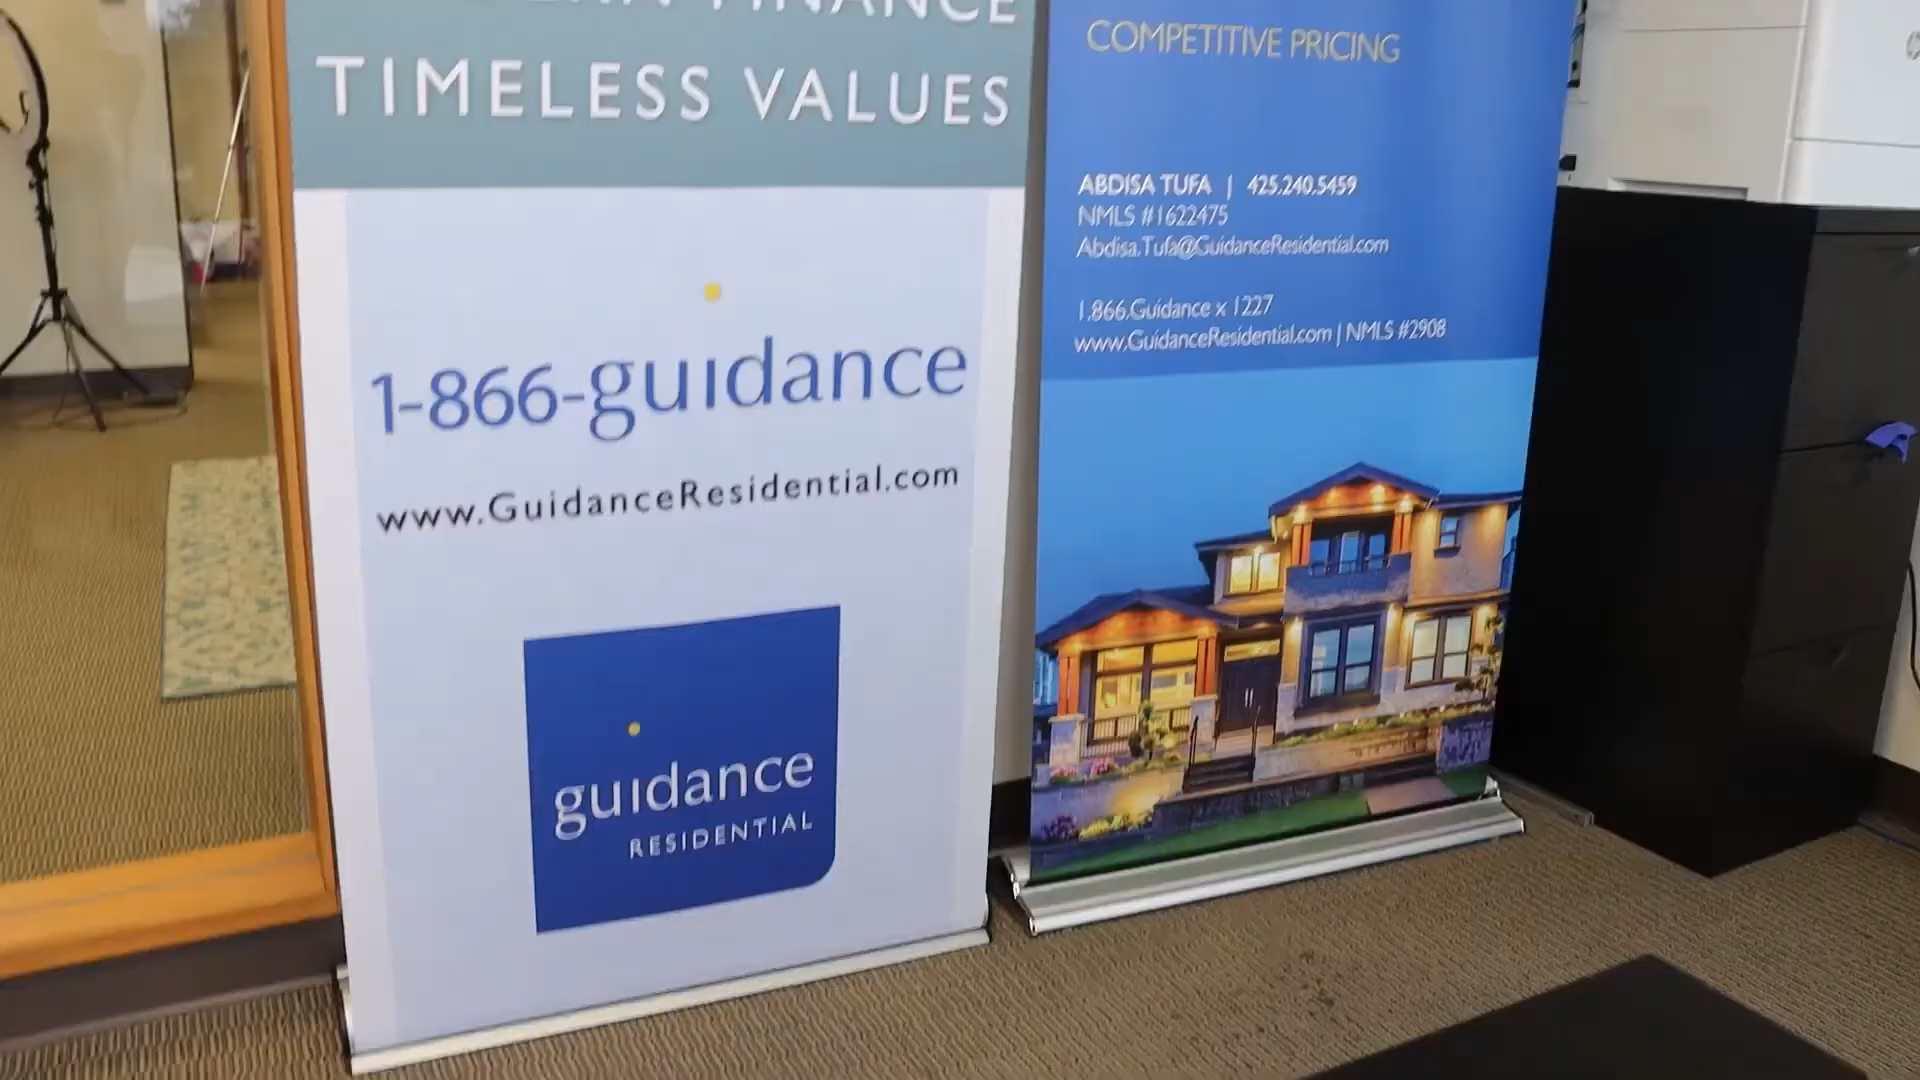 FINANCE
TIMELESS VALUES
1-866-guidance
www.GuidanceResidential.com
guidance
RESIDENTIAL
COMPETITIVE PRICING
ABDISA TUFA | 425.240.5459
NMLS #1622475
Abdisa.Tufa@GuidanceResidential.com
1.866.Guidance x 1227
www.GuidanceResidential.com | NMLS #2908